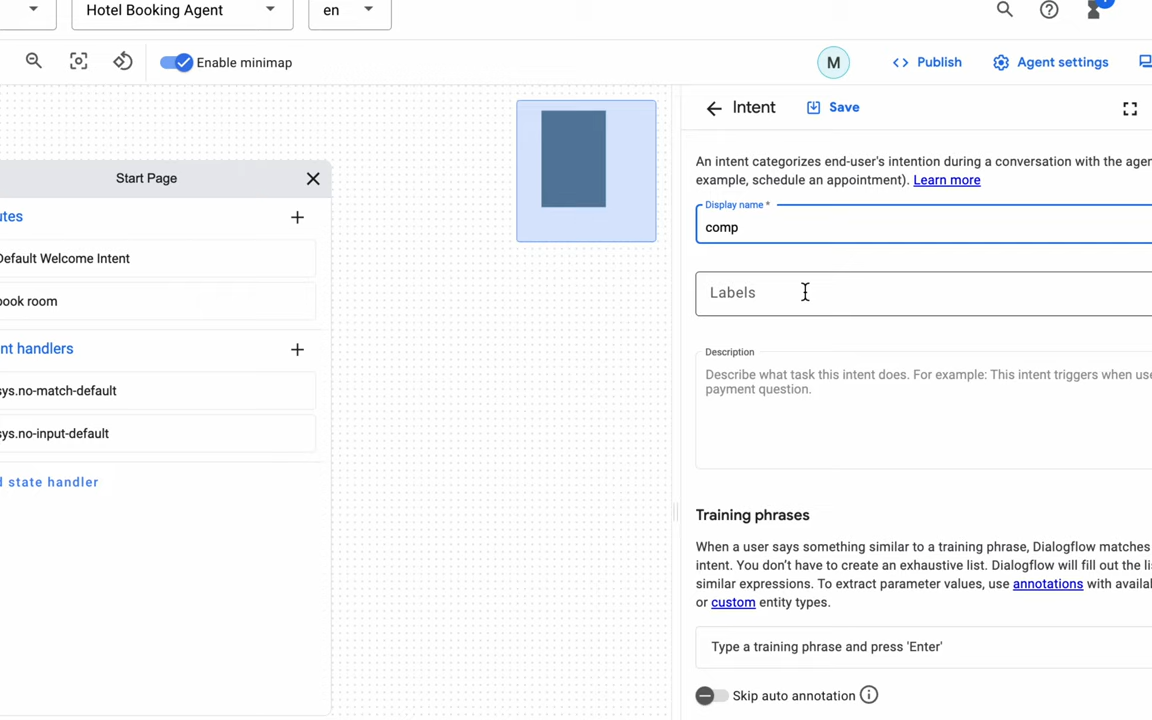 Hotel Booking Agent
en
Enable minimap
M
Publish
Agent settings
Start Page
utes
Default Welcome Intent
book room
nt handlers
sys.no-match-default
sys.no-input-default
d state handler
Intent
Save
An intent categorizes end-user's intention during a conversation with the agen
example, schedule an appointment). Learn more
Display name *
comp
Labels
Description
Describe what task this intent does. For example: This intent triggers when use
payment question.
Training phrases
When a user says something similar to a training phrase, Dialogflow matches
intent. You don't have to create an exhaustive list. Dialogflow will fill out the li
similar expressions. To extract parameter values, use annotations with availa
or custom entity types.
Type a training phrase and press 'Enter'
Skip auto annotation